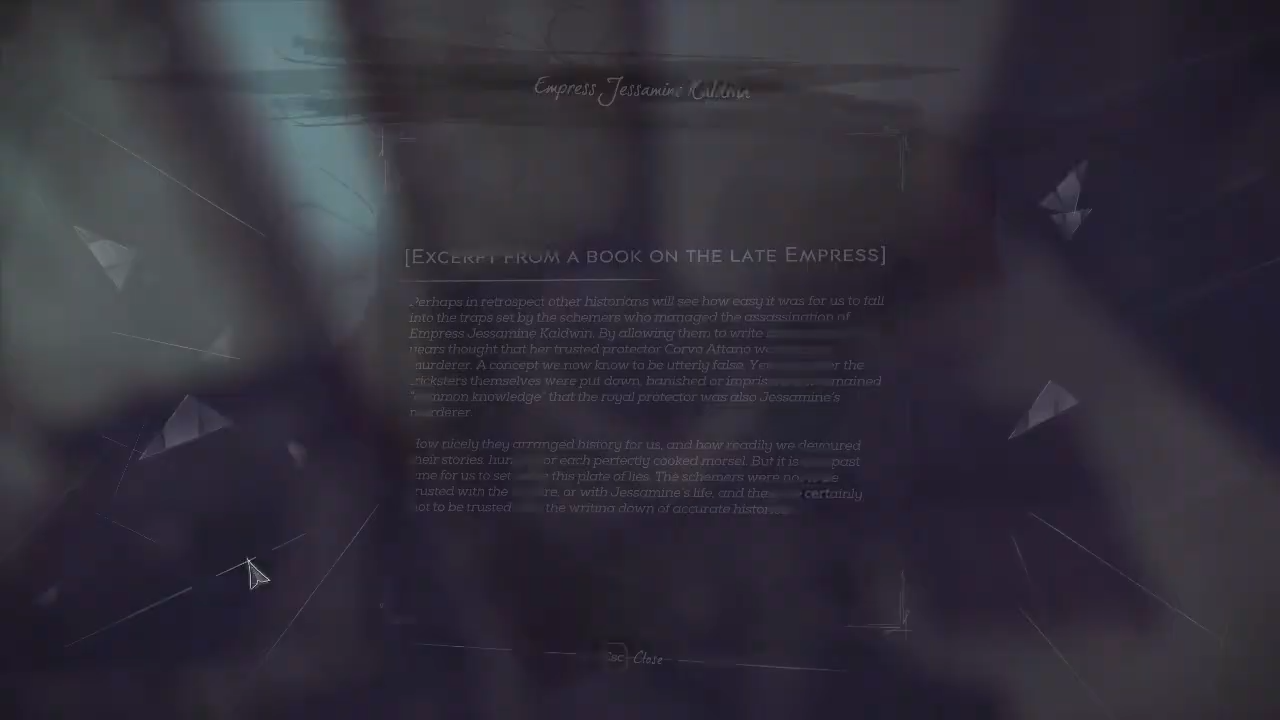 Empress Jessamine Kaldwin
[EXCERPT FROM A BOOK ON THE LATE EMPRESS]
Perhaps in retrospect other historians will see how easy it was for us to fall
into the traps set by the schemers who managed the assassination of
Empress Jessamine Kaldwin. By allowing them to write
years thought that her trusted protector Corvo Attano
murderer. A concept we now know to be utterly false. the
tricksters themselves were put down, banished or
"common knowledge" that the royal protector was also Jessamine's
murderer.
How nicely they arranged history for us, and how readily we devoured
their stories, for each perfectly cooked morsel. But it is past
time for us to set this plate of lies. The schemers were
trusted with the or with Jessamine's life, and certainly
not to be trusted the writing down of accurate
Esc Close